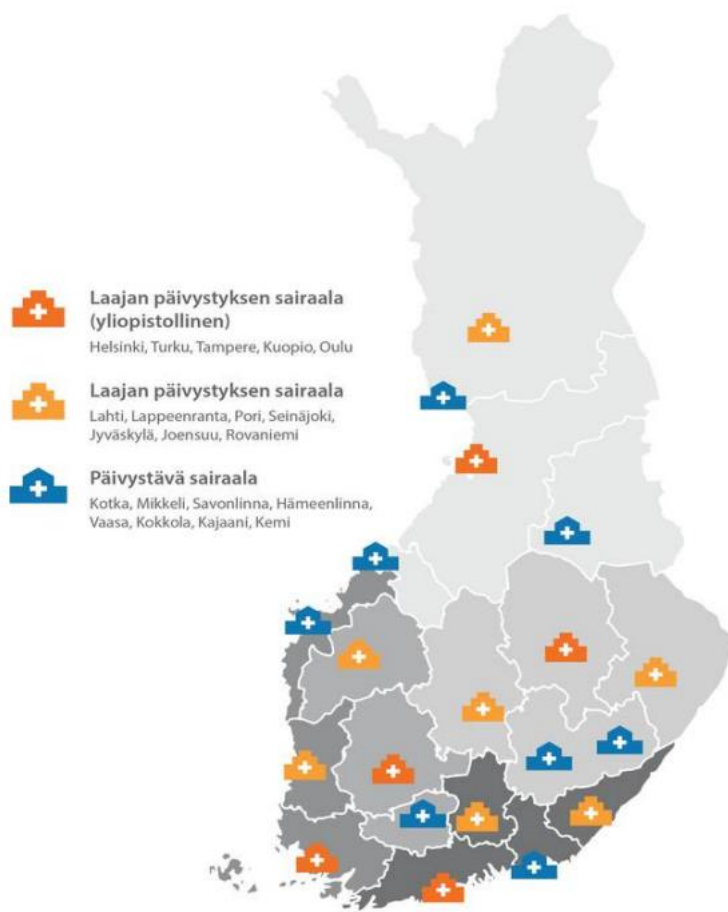 Laajan päivystyksen sairaala
(yliopistollinen)
Helsinki, Turku, Tampere, Kuopio, Oulu
Laajan päivystyksen sairaala
Lahti, Lappeenranta, Pori, Seinäjoki,
Jyväskylä, Joensuu, Rovaniemi
Päivystävä sairaala
Kotka, Mikkeli, Savonlinna, Hämeenlinna,
Vaasa, Kokkola, Kajaani, Kemi